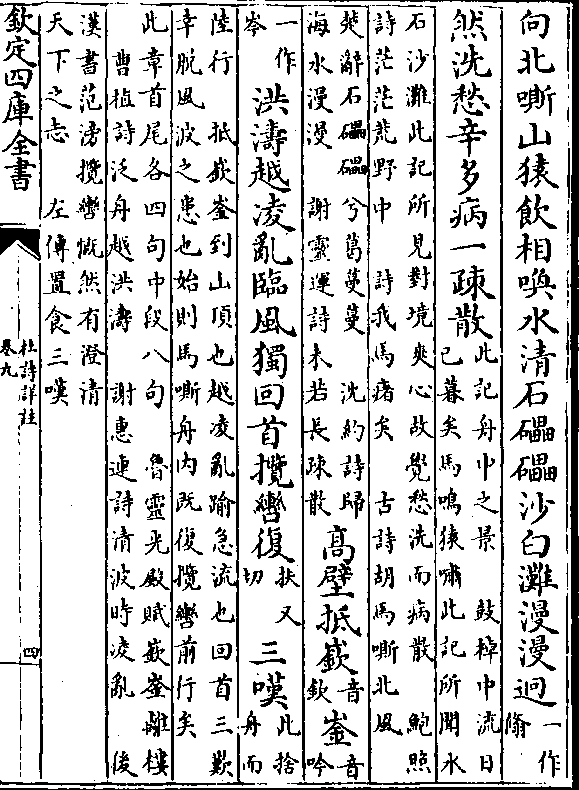 向北嘶山猿飲相喚水清石礧礧沙白灘漫漫迥一作
翛
然洗愁辛多病一疎散此記舟中之景 鼓棹中流日
已暮矣馬鳴猿嘯此記所聞水
石沙灘此記所見對境爽心故覺愁洗而病散 鮑照
詩茫茫荒野中 詩我馬瘏矣 古詩胡馬嘶北風
楚辭石礧礧兮葛蔓蔓 沈約詩歸
海水漫漫 謝靈運詩未若長疎散
高壁抵嶔音欽崟音吟
一作岑洪濤越凌亂臨風獨回首攬轡復扶又切三嘆此捨
舟而
陸行 抵嶔崟到山頂也越凌亂踰急流也回首三歎
幸脫風波之患也始則馬嘶舟内既復攬轡前行矣
此章首尾各四句中段八句 魯靈光殿賦嶔崟離樓
曹植詩泛舟越洪濤 謝惠連詩清波時凌亂 後
漢書范滂攬轡慨然有澄清
天下之志 左傳置食三嘆
欽定四庫全書
杜詩詳註
卷九
四